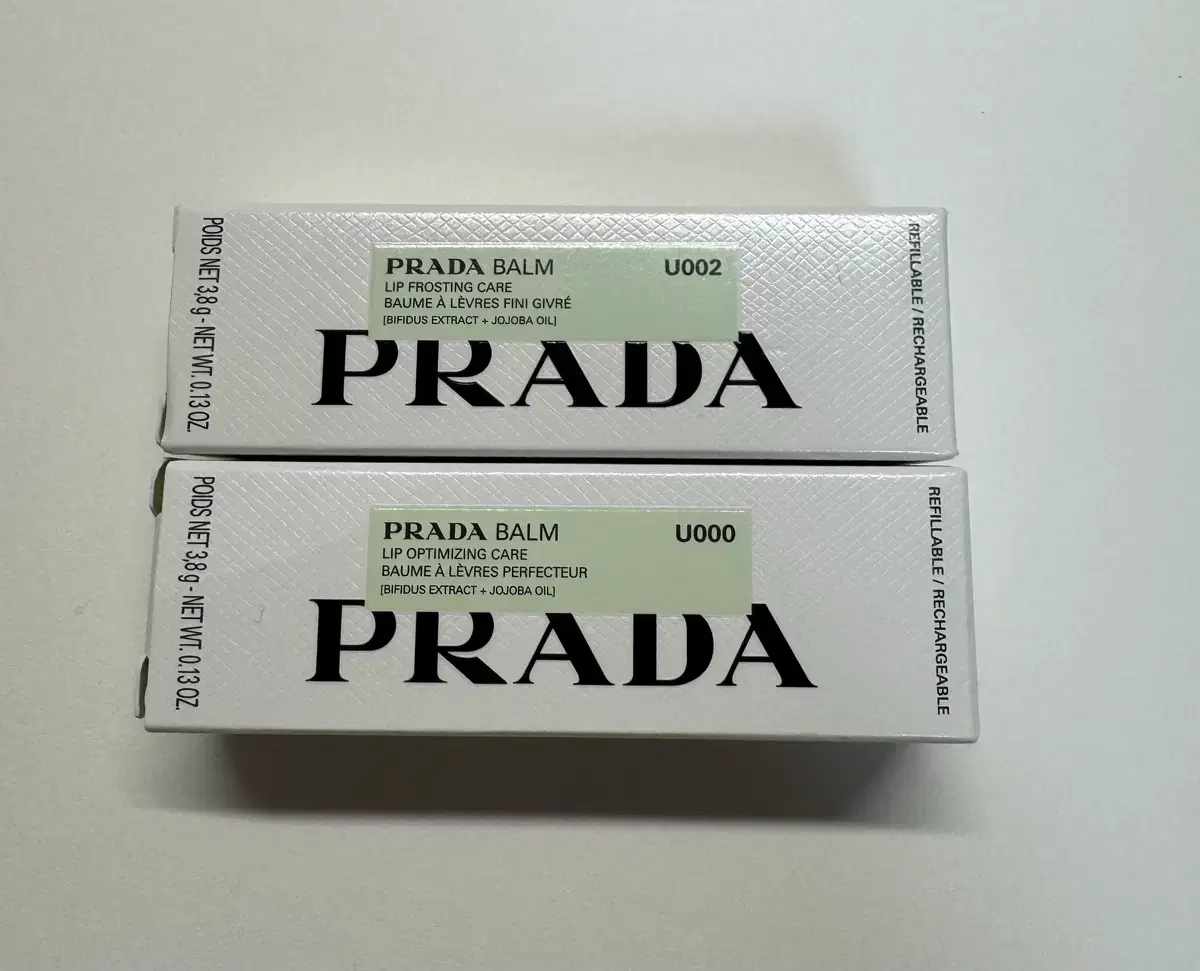 POIDS NET 3,8 g - NET WT. 0.13 OZ.
PRADA BALM U002
LIP FROSTING CARE
BAUME À LÈVRES FINI GIVRÉ
[BIFIDUS EXTRACT + JOJOBA OIL]
PRADA
REFILLABLE / RECHARGEABLE
POIDS NET 3,8 g - NET WT. 0.13 OZ.
PRADA BALM U000
LIP OPTIMIZING CARE
BAUME À LÈVRES PERFECTEUR
[BIFIDUS EXTRACT + JOJOBA OIL]
PRADA
REFILLABLE / RECHARGEABLE